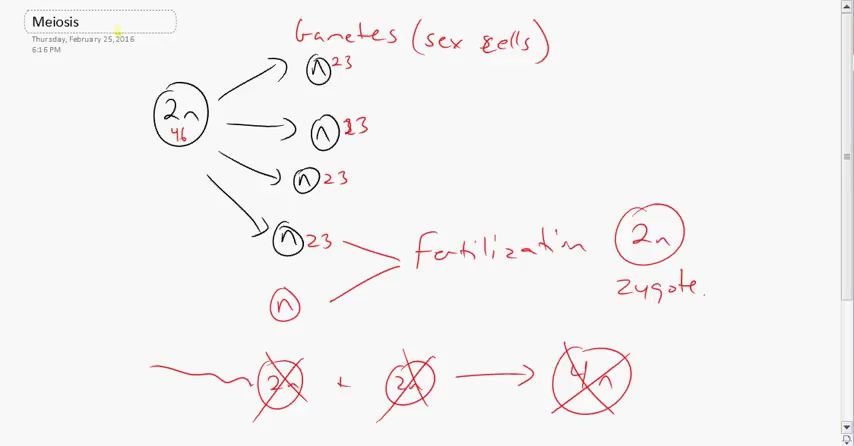 Meiosis
Thursday, February 25, 2016
6:16 PM
Gametes (sex cells)
n 23
2n
46
n 23
n 23
n 23
fertilization
2n
zygote.
n
2n + 2n → 4n